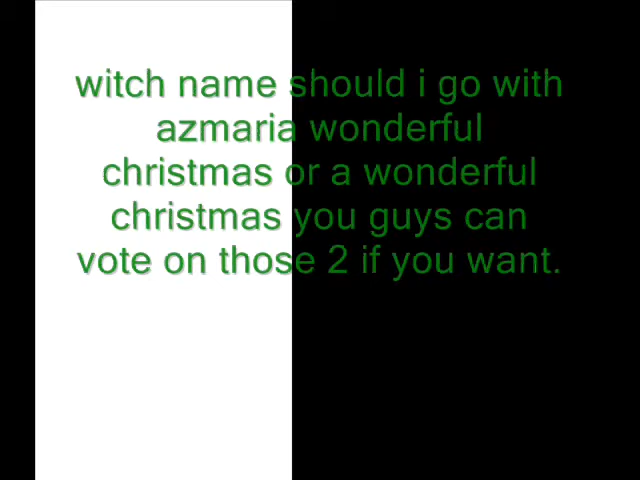 witch name should i go with
azmaria wonderful
christmas or a wonderful
christmas you guys can
vote on those 2 if you want.